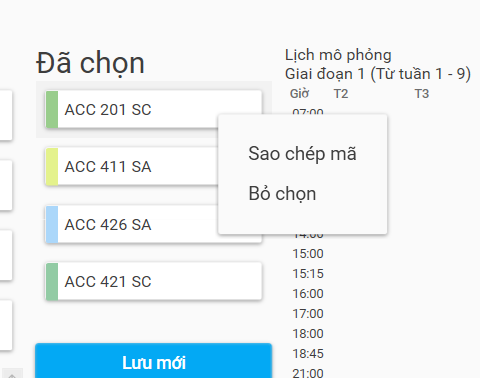 Đã chọn
ACC 201 SC
ACC 411 SA
ACC 426 SA
ACC 421 SC
Lưu mới
Sao chép mã
Bỏ chọn
Lịch mô phỏng
Giai đoạn 1 (Từ tuần 1 - 9)
Giờ T2 T3
07:00
14:00
15:00
15:15
16:00
17:00
18:00
18:45
21:00